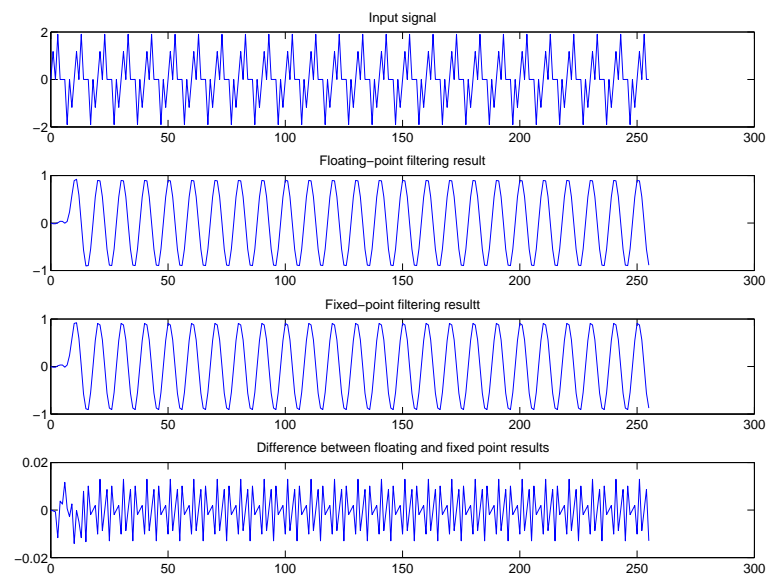 Input signal
2
0
−2
0 50 100 150 200 250 300
Floating−point filtering result
1
0
−1
0 50 100 150 200 250 300
Fixed−point filtering resultt
1
0
−1
0 50 100 150 200 250 300
Difference between floating and fixed point results
0.02
0
−0.02
0 50 100 150 200 250 300